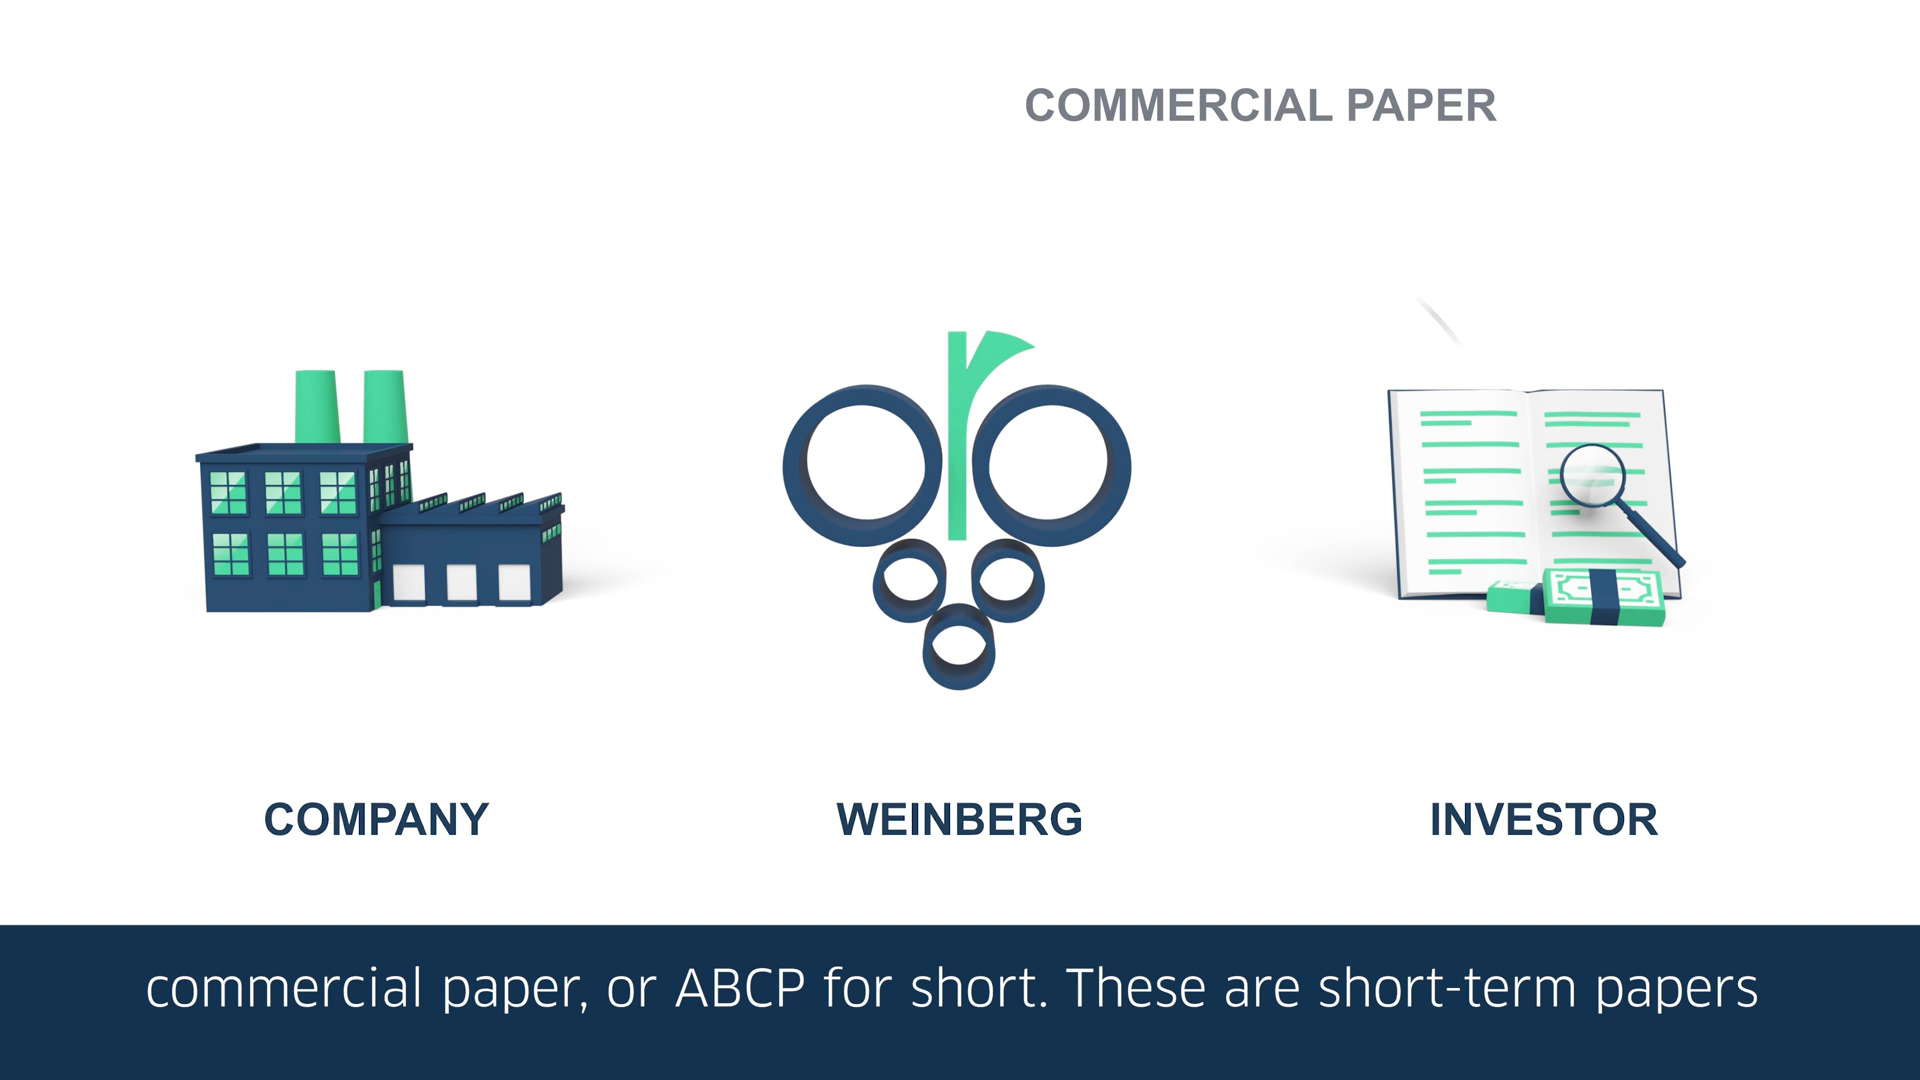 COMMERCIAL PAPER
COMPANY
WEINBERG
INVESTOR
commercial paper, or ABCP for short. These are short-term papers